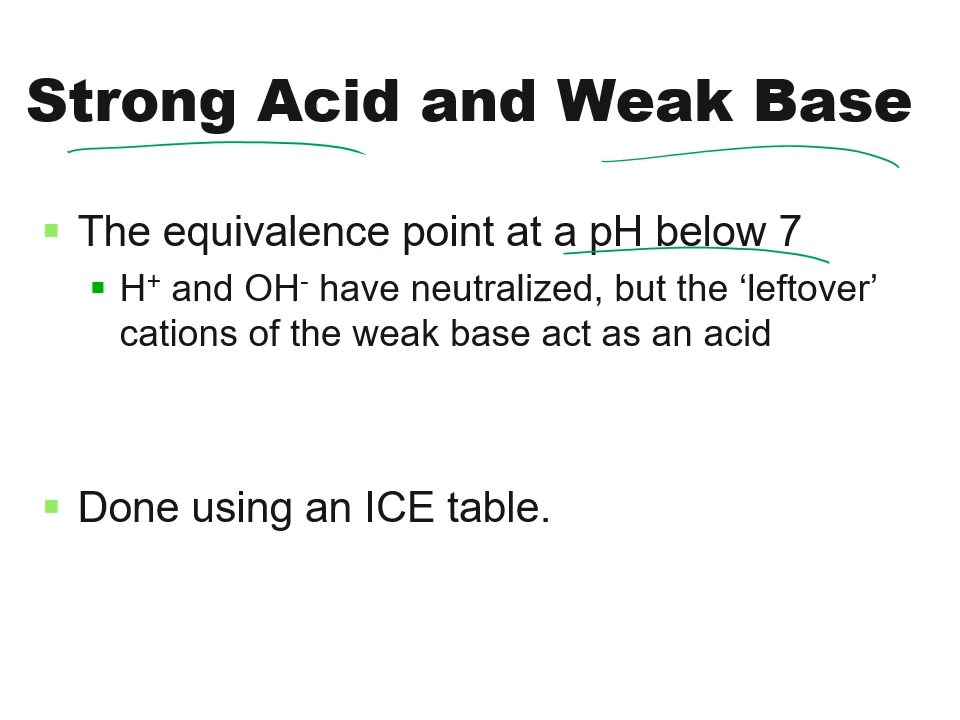 Strong Acid and Weak Base
The equivalence point at a pH below 7
H⁺ and OH⁻ have neutralized, but the ‘leftover’
cations of the weak base act as an acid
Done using an ICE table.